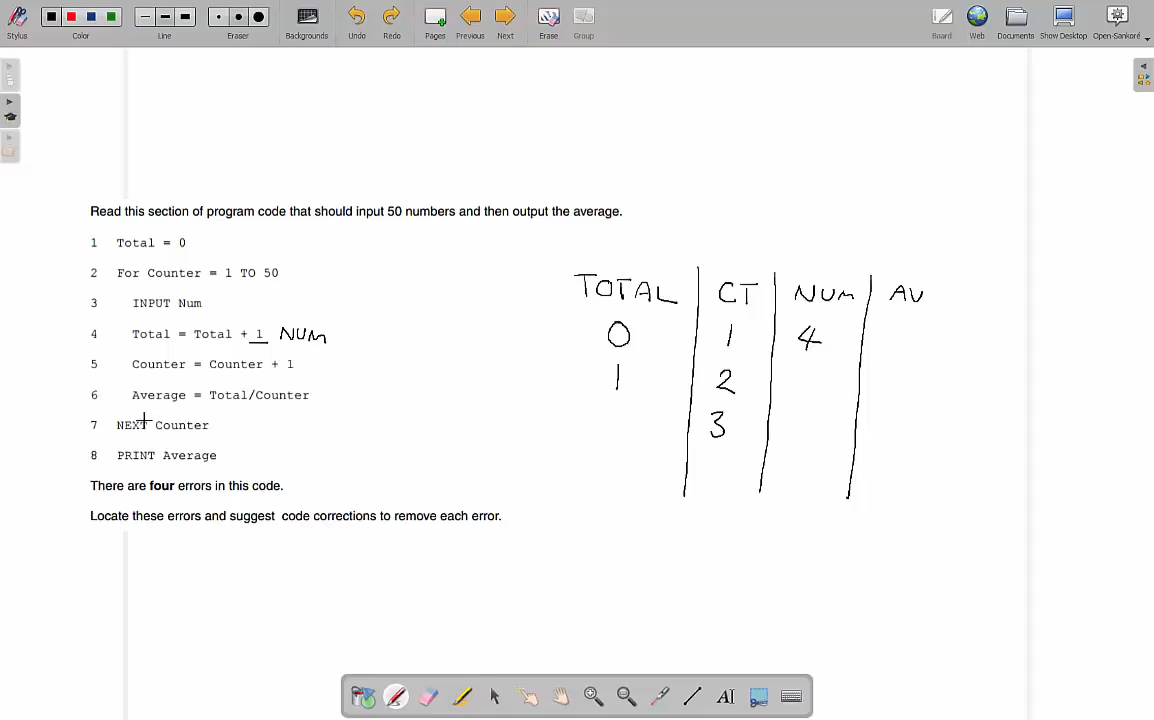 Stylus Color Line Eraser Backgrounds Undo Redo Pages Previous Next Erase Group Board Web Documents Show Desktop Open-Sankoré
Read this section of program code that should input 50 numbers and then output the average.
1 Total = 0
2 For Counter = 1 TO 50
3 INPUT Num
4 Total = Total + 1 NUM
5 Counter = Counter + 1
6 Average = Total/Counter
7 NEXT Counter
8 PRINT Average
There are four errors in this code.
Locate these errors and suggest code corrections to remove each error.
TOTAL CT NUM AV
0 1 4
1 2
3
AI